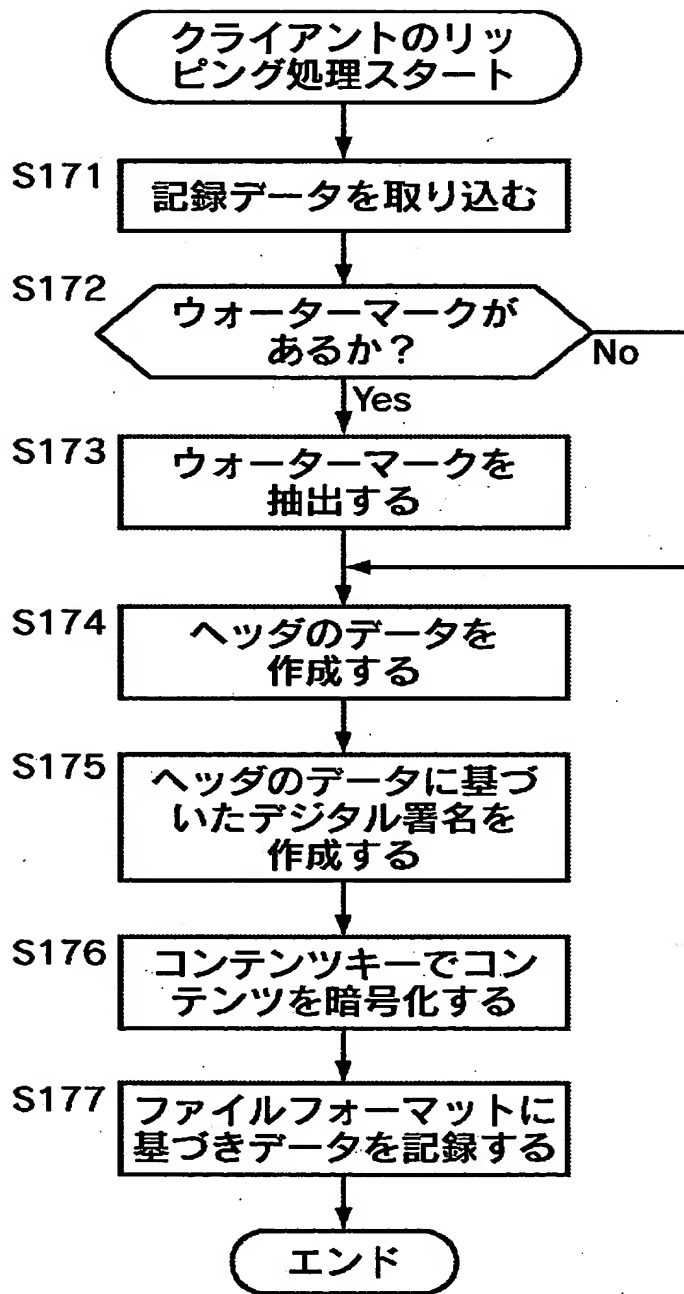 クライアントのリッ
ピング処理スタート
S171
記録データを取り込む
S172
ウォーターマークが
あるか？
No
Yes
S173
ウォーターマークを
抽出する
S174
ヘッダのデータを
作成する
S175
ヘッダのデータに基づ
いたデジタル署名を
作成する
S176
コンテンツキーでコン
テンツを暗号化する
S177
ファイルフォーマットに
基づきデータを記録する
エンド